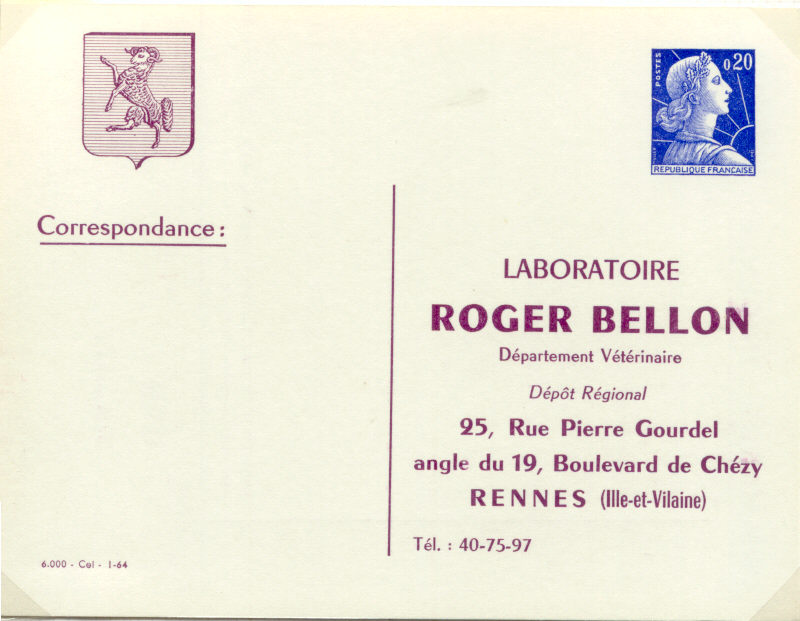 POSTES
0,20
REPUBLIQUE FRANÇAISE
Correspondance :
LABORATOIRE
ROGER BELLON
Département Vétérinaire
Dépôt Régional
25, Rue Pierre Gourdel
angle du 19, Boulevard de Chézy
RENNES (Ille-et-Vilaine)
Tél. : 40-75-97
6.000 - Cel - 1-64